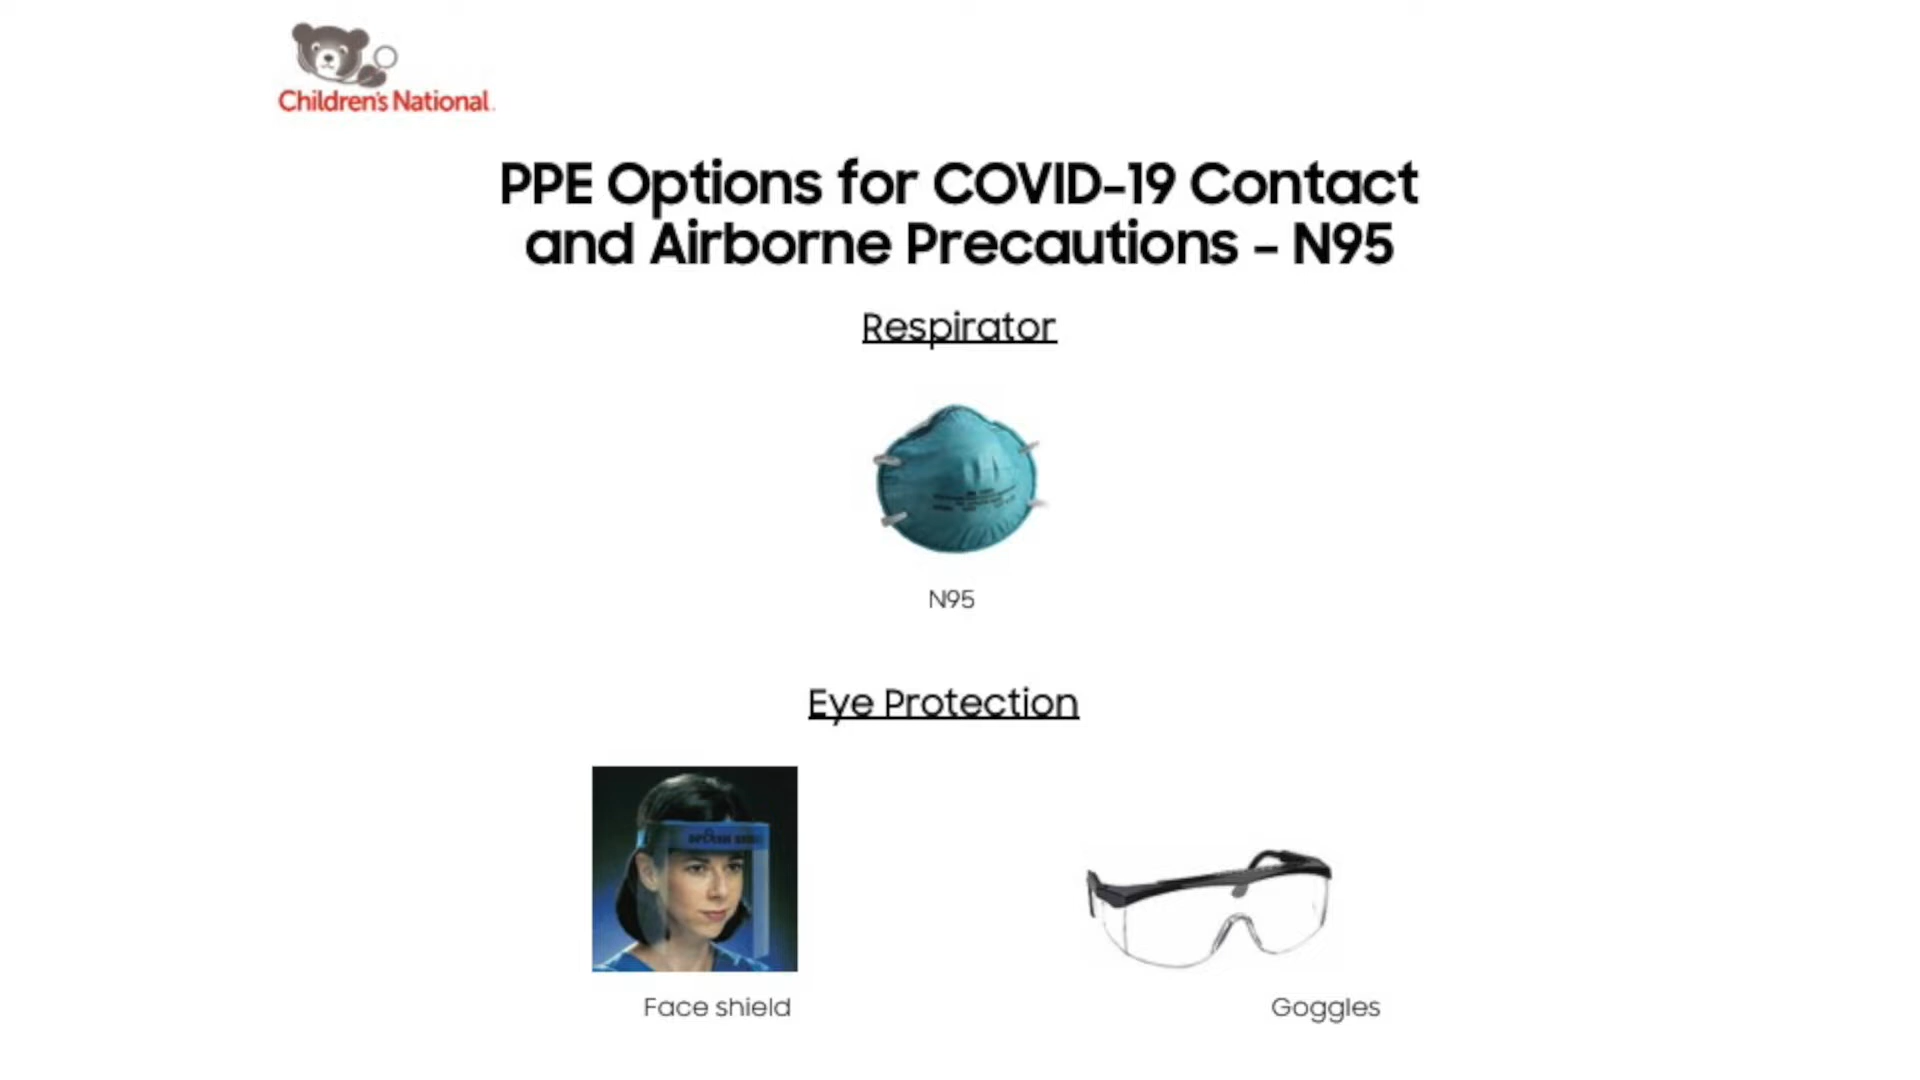 Children's National
PPE Options for COVID-19 Contact
and Airborne Precautions – N95
Respirator
N95
Eye Protection
Face shield
Goggles